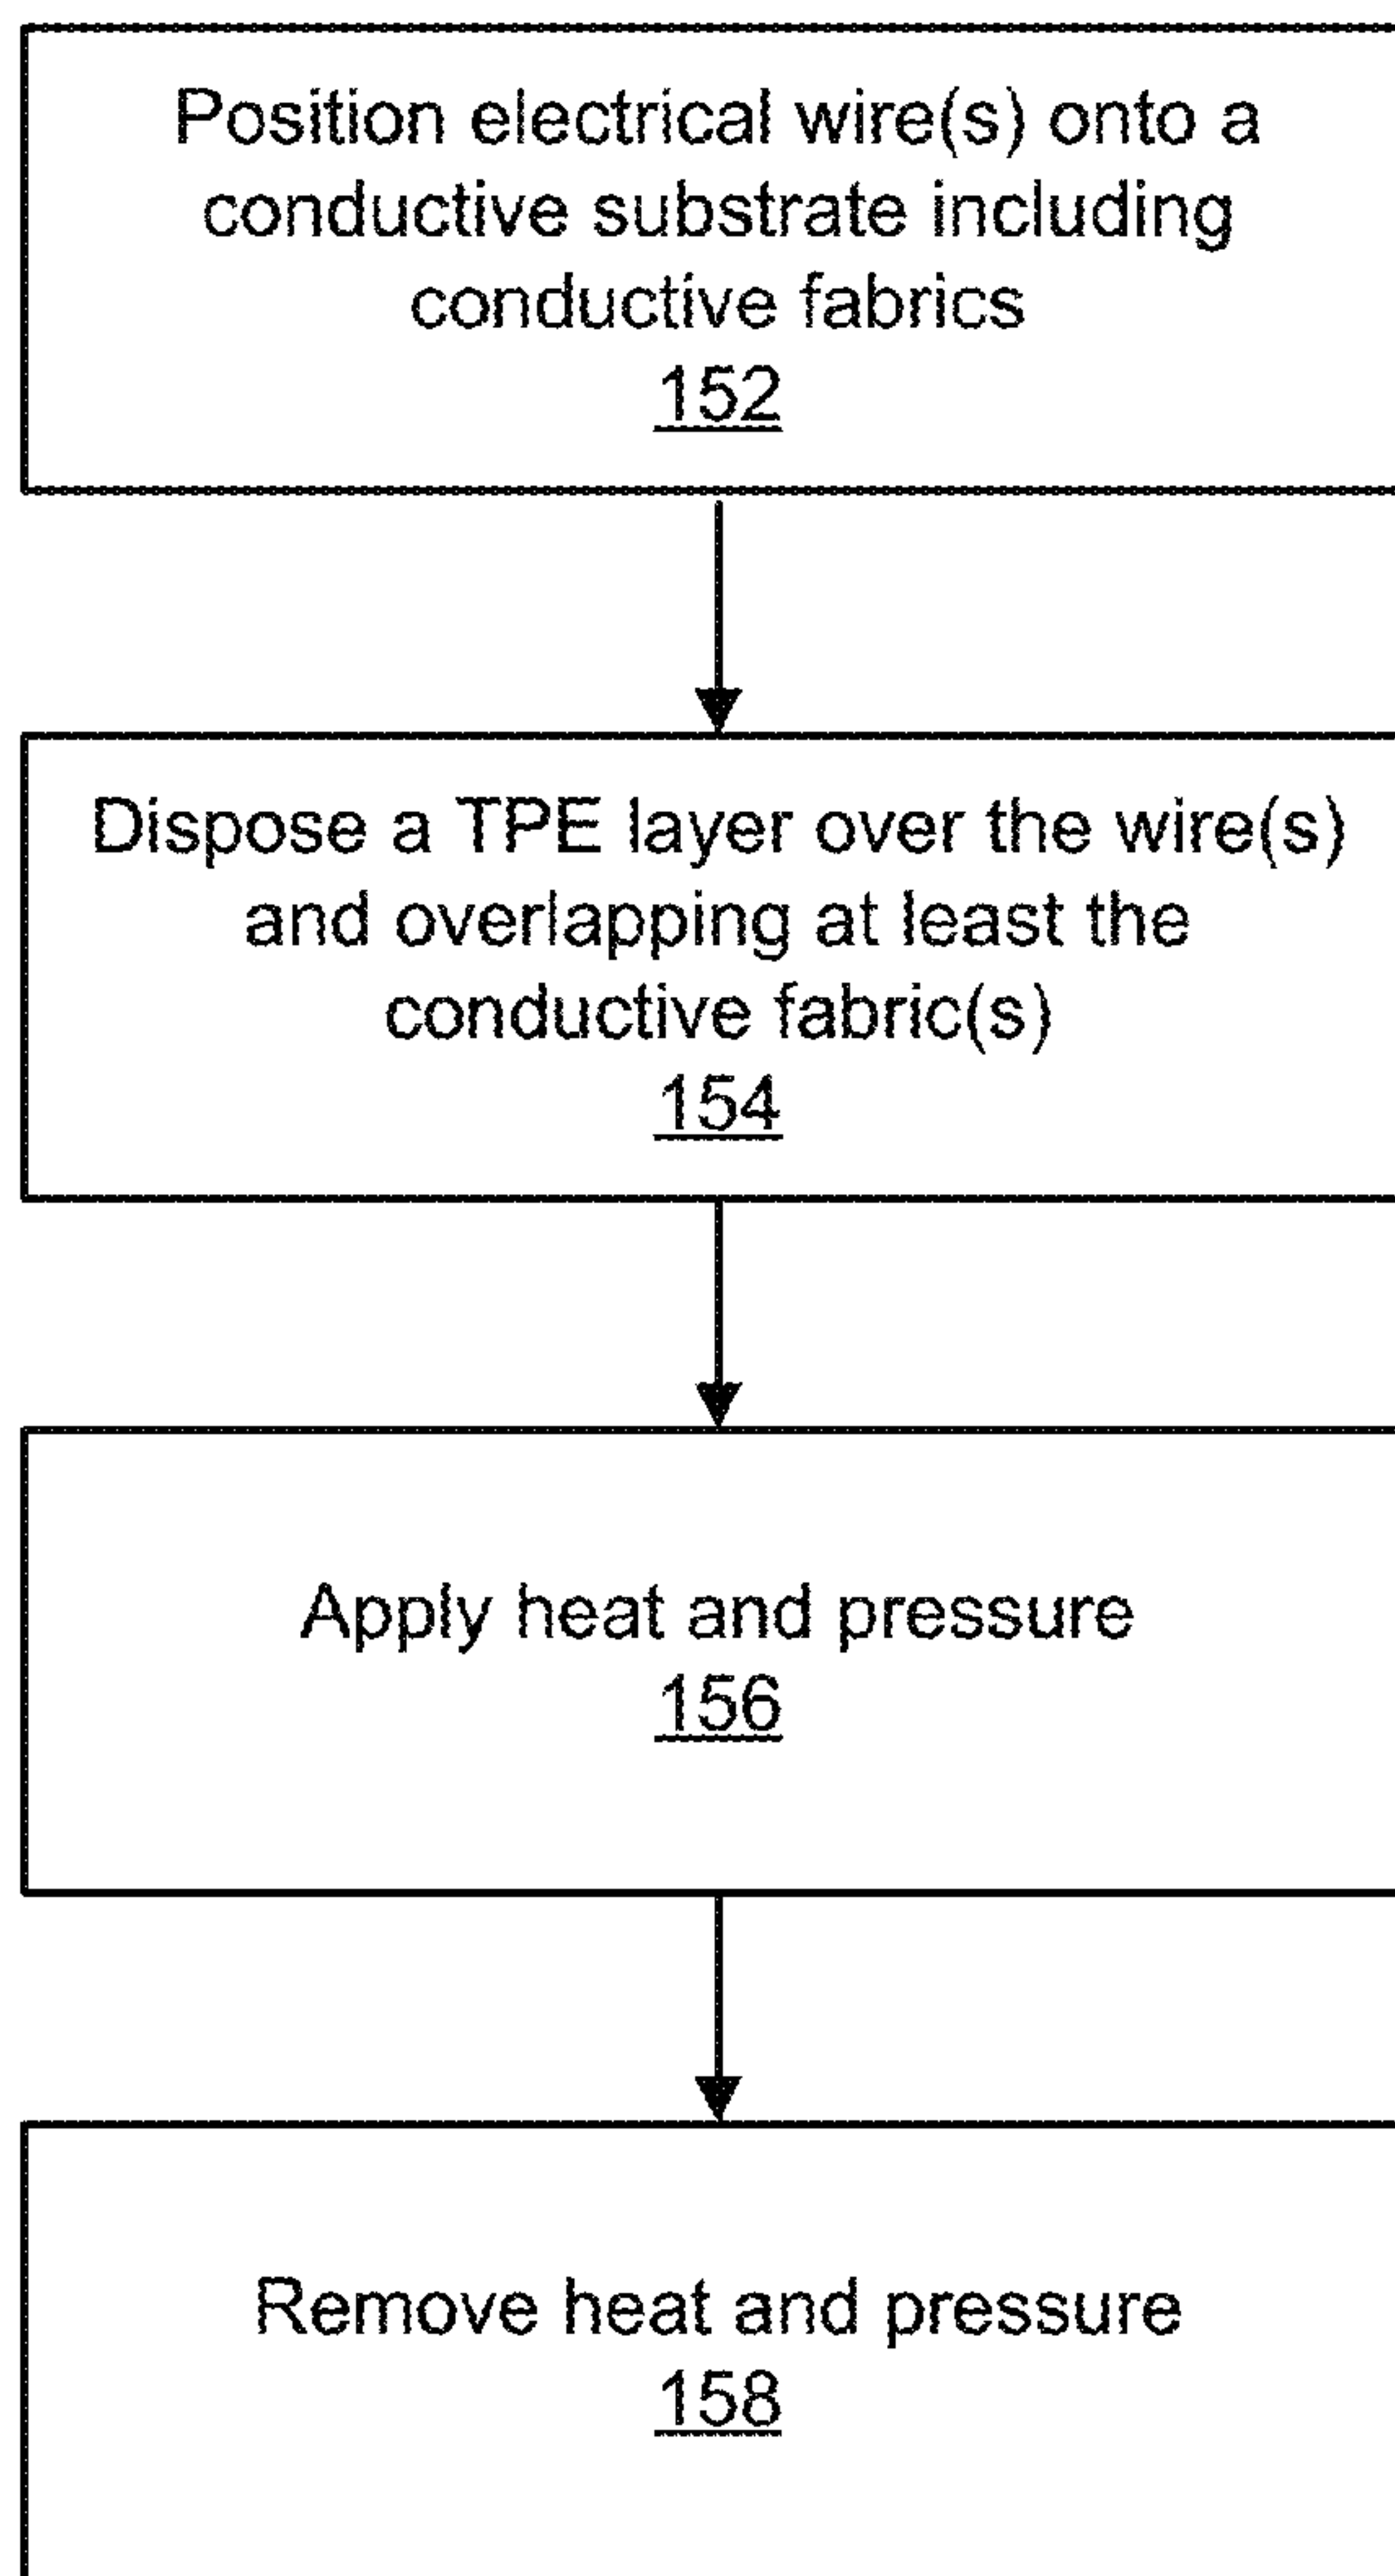 Position electrical wire(s) onto a
conductive substrate including
conductive fabrics
152
Dispose a TPE layer over the wire(s)
and overlapping at least the
conductive fabric(s)
154
Apply heat and pressure
156
Remove heat and pressure
158